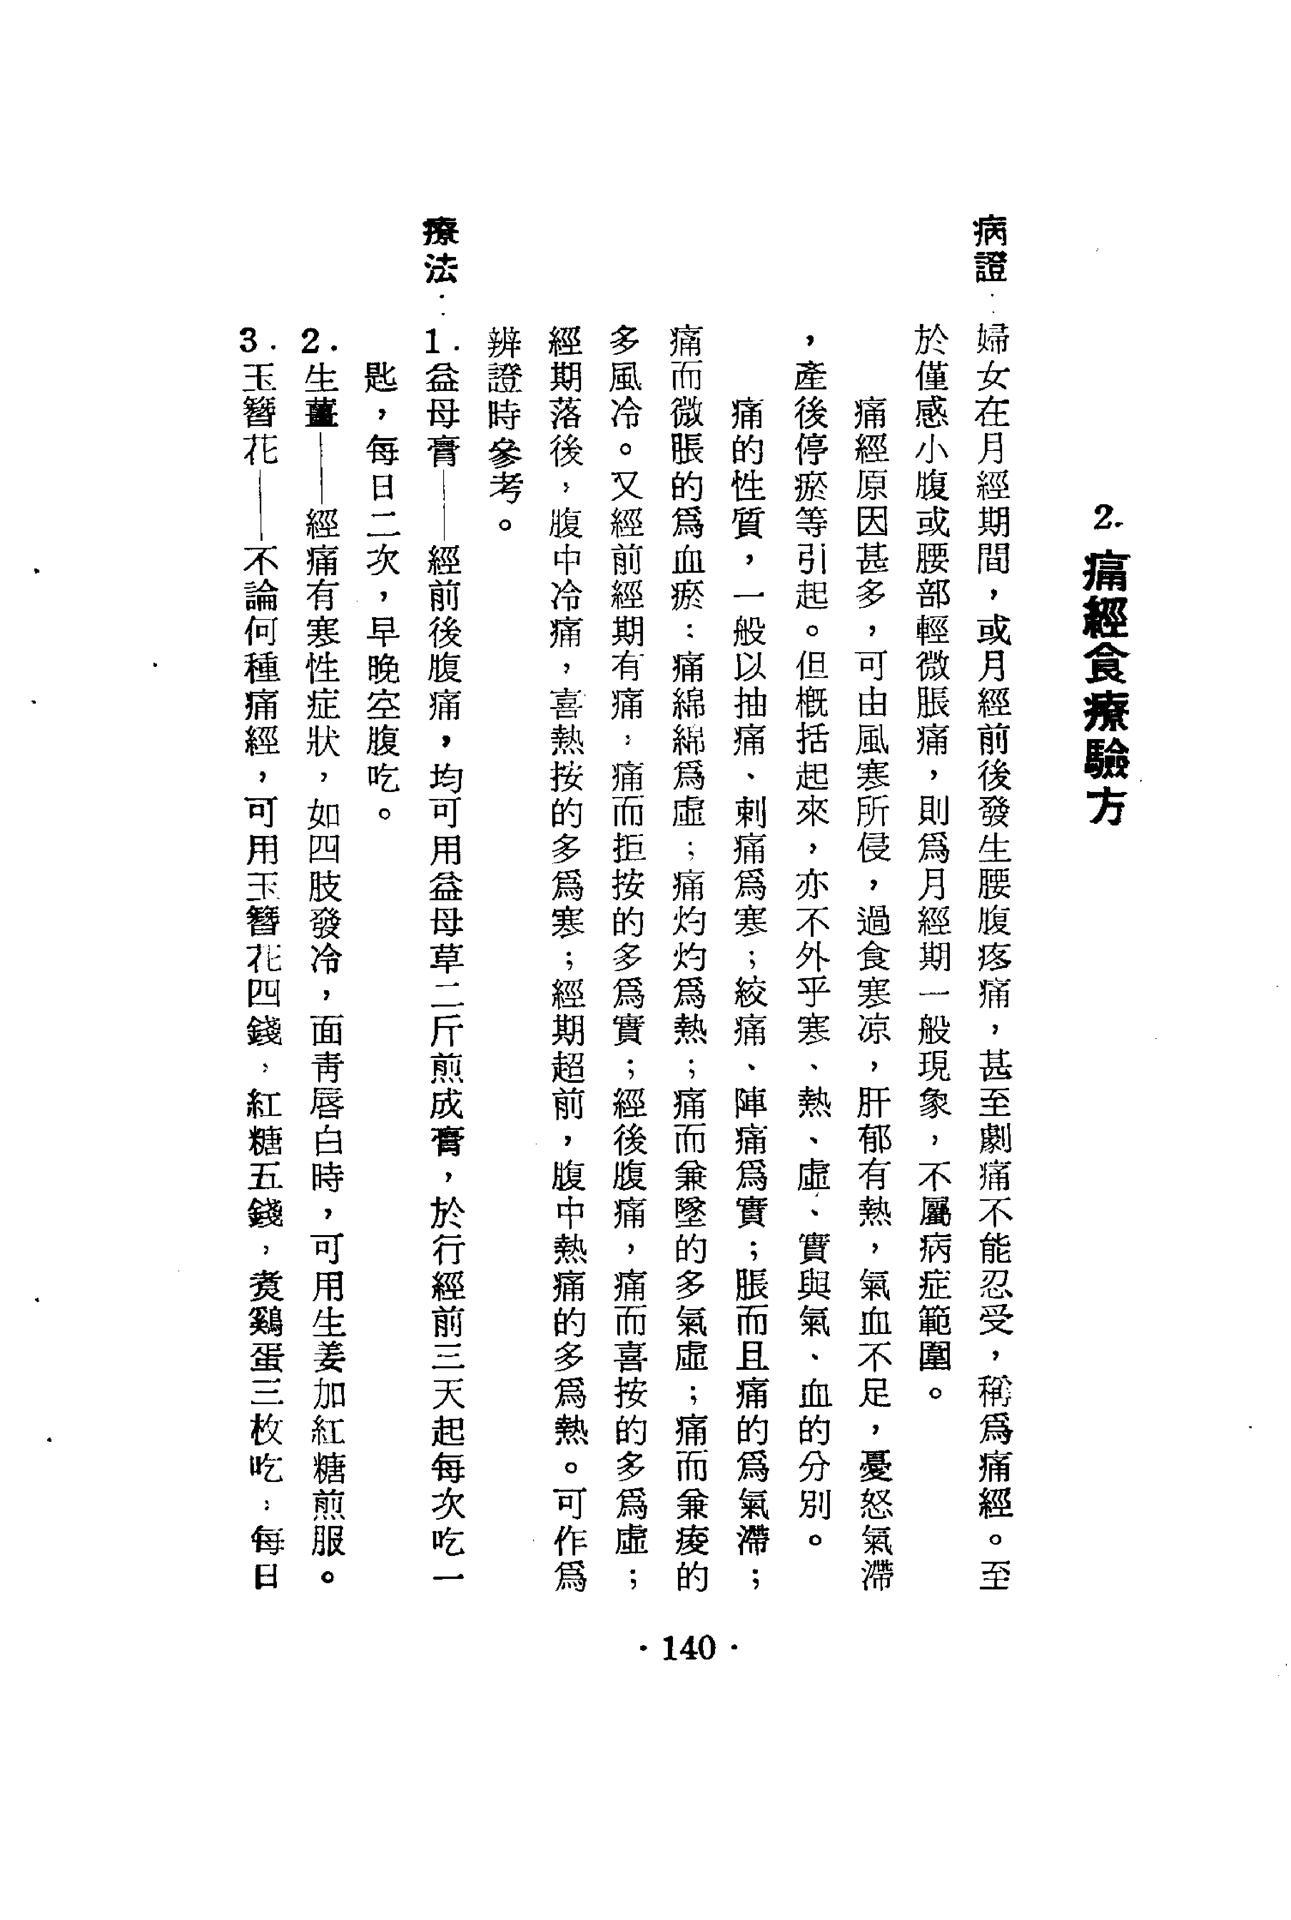 2. 痛經食療驗方
病證：婦女在月經期間，或月經前後發生腰腹疼痛，甚至劇痛不能忍受，稱爲痛經。至
於僅感小腹或腰部輕微脹痛，則爲月經期一般現象，不屬病症範圍。
痛經原因甚多，可由風寒所侵，過食寒涼，肝郁有熱，氣血不足，憂怒氣滯
，產後停瘀等引起。但概括起來，亦不外乎寒、熱、虛、實與氣、血的分別。
痛的性質，一般以抽痛、刺痛爲寒；絞痛、陣痛爲實；脹而且痛的爲氣滯；
痛而微脹的爲血瘀：痛綿綿爲虛；痛灼灼爲熱；痛而兼墜的多氣虛；痛而兼痠的
多風冷。又經前經期有痛；痛而拒按的多爲實；經後腹痛，痛而喜按的多爲虛；
經期落後，腹中冷痛，喜熱按的多爲寒；經期超前，腹中熱痛的多爲熱。可作爲
辨證時參考。
療法：1.益母膏——經前後腹痛，均可用益母草二斤煎成膏，於行經前三天起每次吃一
匙，每日二次，早晚空腹吃。
2.生薑——經痛有寒性症狀，如四肢發冷，面靑唇白時，可用生姜加紅糖煎服。
3.玉簪花——不論何種痛經，可用玉簪花四錢，紅糖五錢，煑鷄蛋三枚吃；每日
·140·